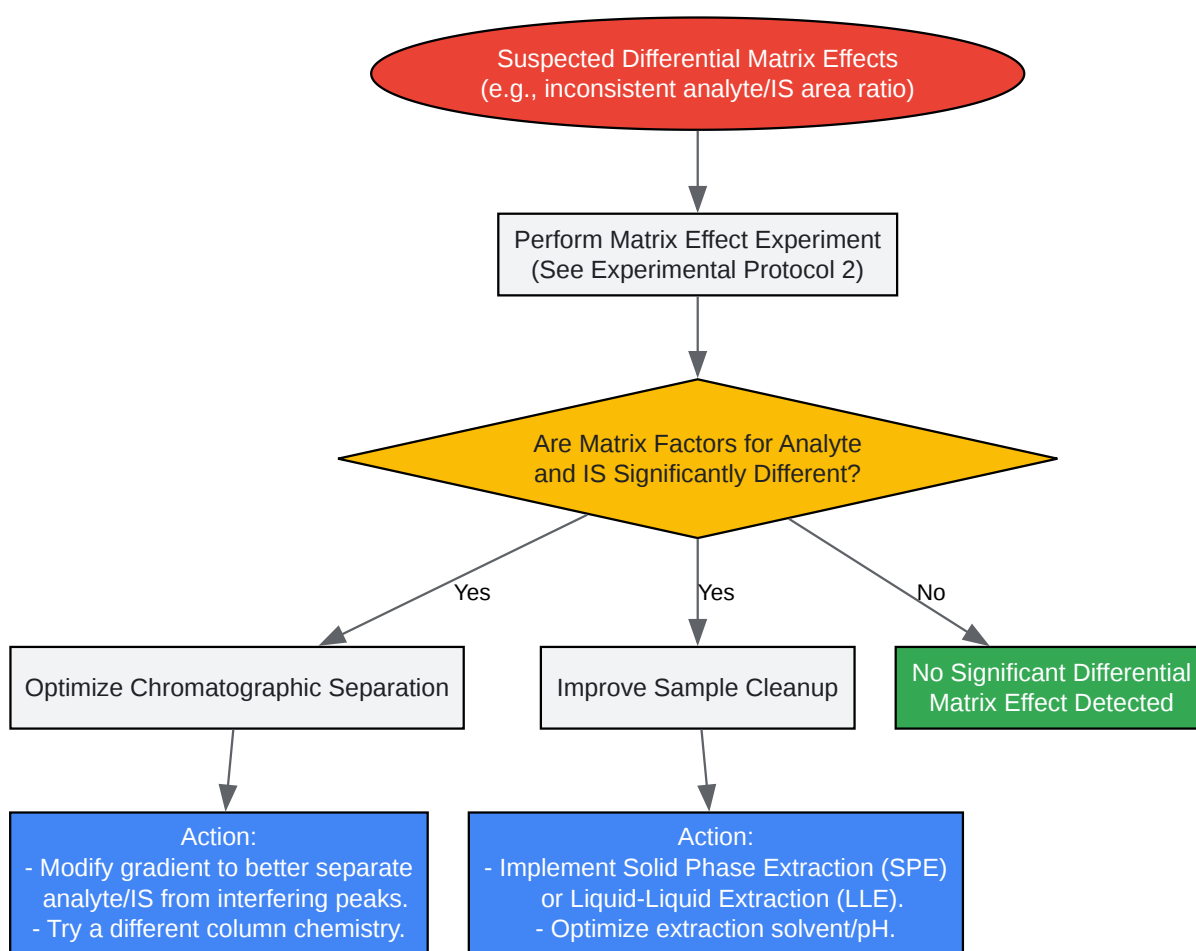 Suspected Differential Matrix Effects
(e.g., inconsistent analyte/IS area ratio)
Perform Matrix Effect Experiment
(See Experimental Protocol 2)
Are Matrix Factors for Analyte
and IS Significantly Different?
Yes
Yes
No
Optimize Chromatographic Separation
Improve Sample Cleanup
No Significant Differential
Matrix Effect Detected
Action:
- Modify gradient to better separate
analyte/IS from interfering peaks.
- Try a different column chemistry.
Action:
- Implement Solid Phase Extraction (SPE)
or Liquid-Liquid Extraction (LLE).
- Optimize extraction solvent/pH.